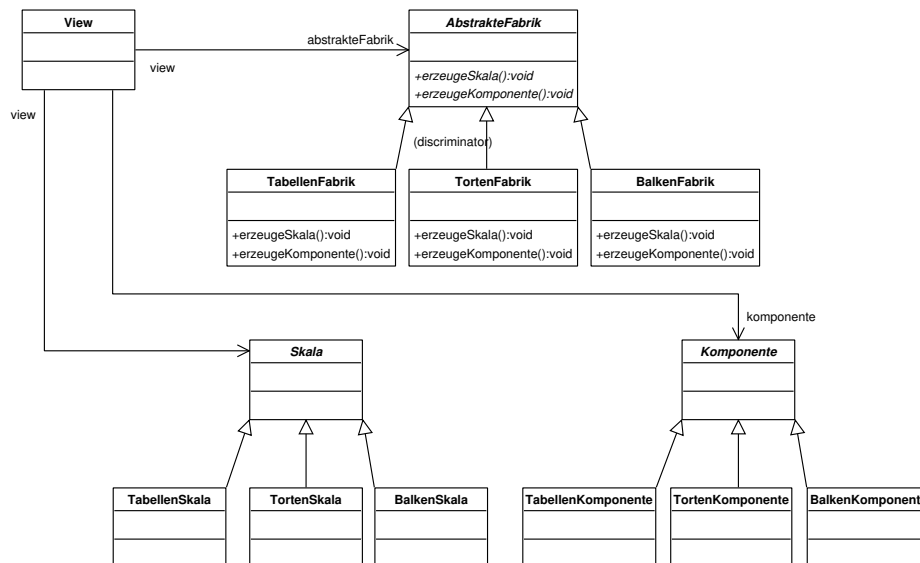 View
AbstrakteFabrik
abstrakteFabrik
view
+erzeugeSkala():void
+erzeugeKomponente():void
view
(discriminator)
TabellenFabrik
TortenFabrik
BalkenFabrik
+erzeugeSkala():void
+erzeugeKomponente():void
+erzeugeSkala():void
+erzeugeKomponente():void
+erzeugeSkala():void
+erzeugeKomponente():void
komponente
Skala
Komponente
TabellenSkala
TortenSkala
BalkenSkala
TabellenKomponente
TortenKomponente
BalkenKomponent